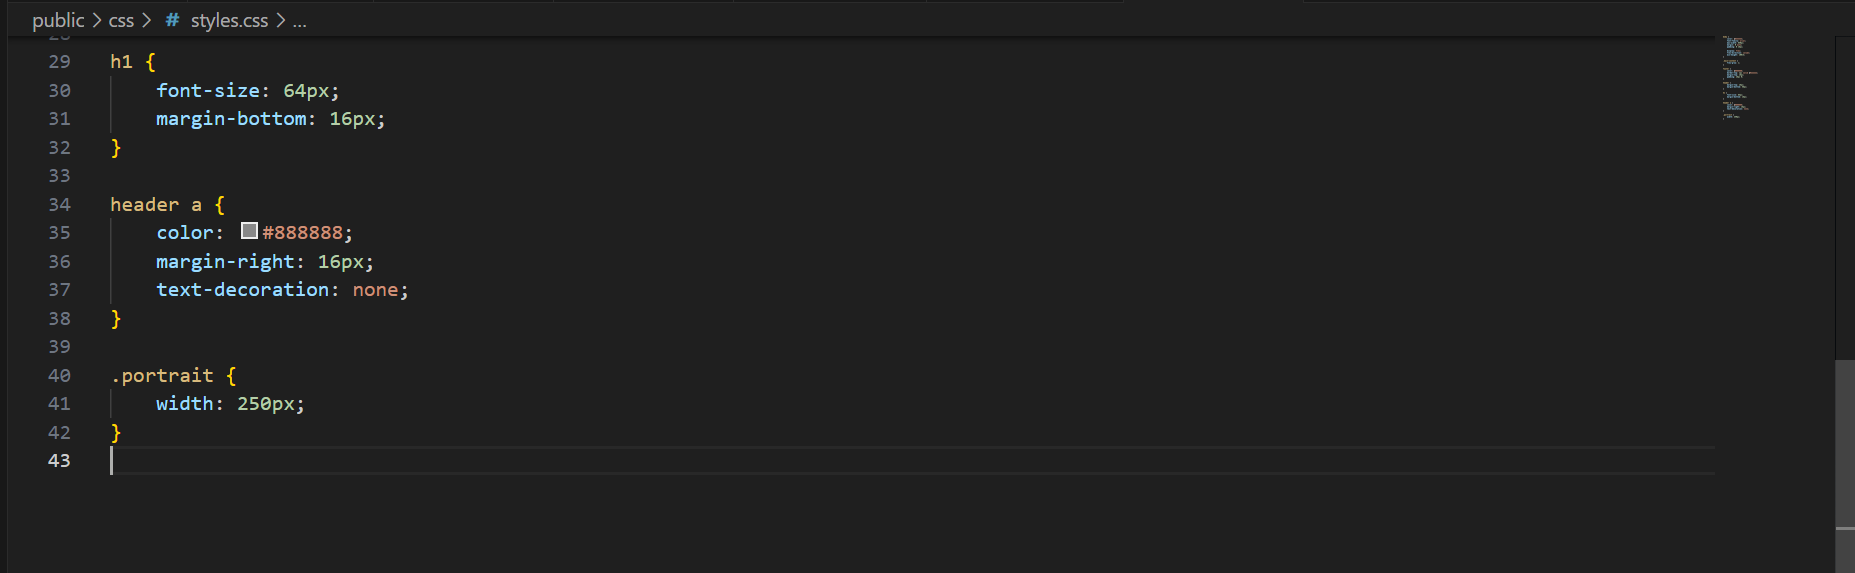 public > css > # styles.css > ...
28
29 h1 {
30     font-size: 64px;
31     margin-bottom: 16px;
32 }
33
34 header a {
35     color: #888888;
36     margin-right: 16px;
37     text-decoration: none;
38 }
39
40 .portrait {
41     width: 250px;
42 }
43